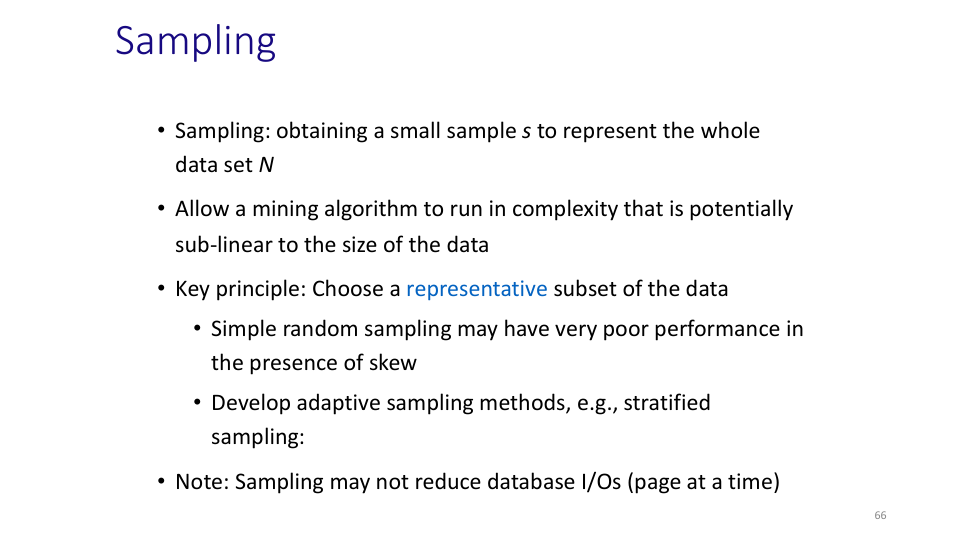 Sampling
• Sampling: obtaining a small sample s to represent the whole
data set N
• Allow a mining algorithm to run in complexity that is potentially
sub-linear to the size of the data
• Key principle: Choose a representative subset of the data
• Simple random sampling may have very poor performance in
the presence of skew
• Develop adaptive sampling methods, e.g., stratified
sampling:
• Note: Sampling may not reduce database I/Os (page at a time)
66